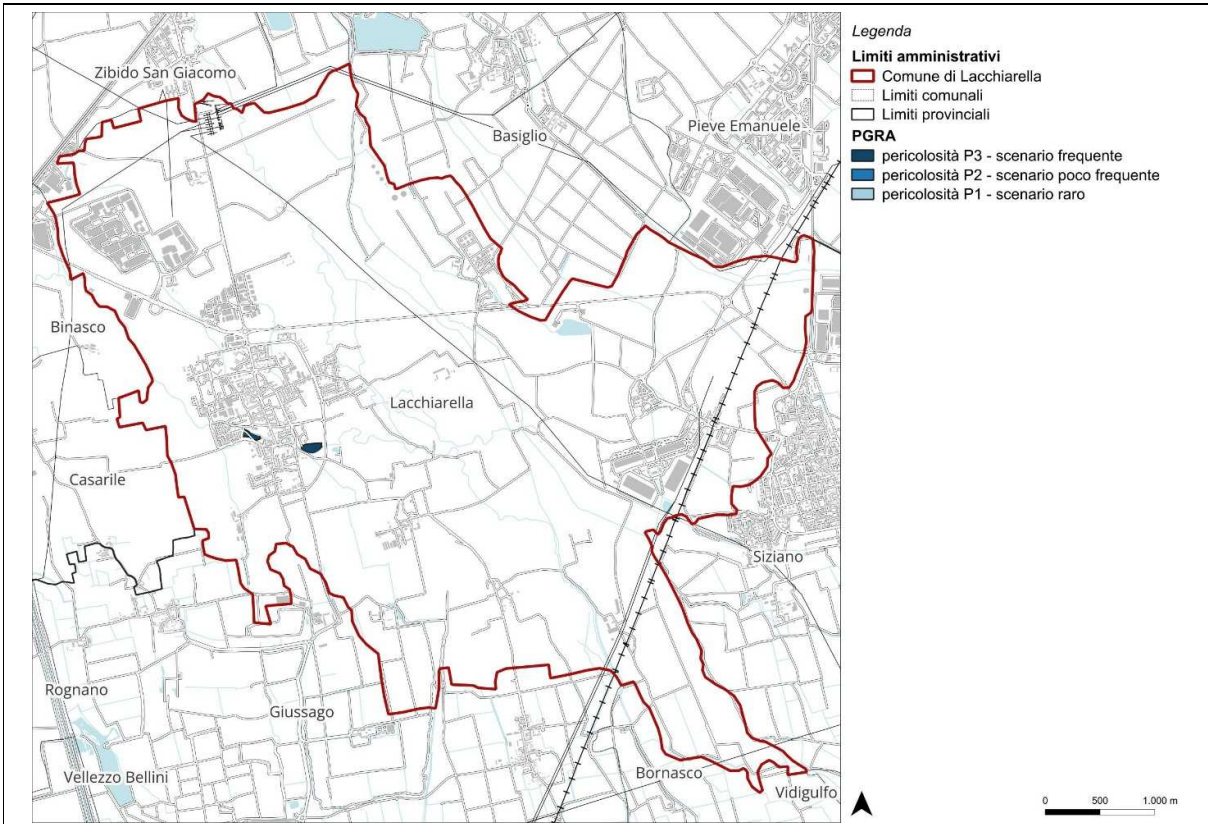 Zibido San Giacomo
Basiglio
Pieve Emanuele
Binasco
Lacchiarella
Casarile
Siziano
Rognano
Giussago
Vellezzo Bellini
Bornasco
Vidigulfo
Legenda
Limiti amministrativi
Comune di Lacchiarella
Limiti comunali
Limiti provinciali
PGRA
pericolosità P3 - scenario frequente
pericolosità P2 - scenario poco frequente
pericolosità P1 - scenario raro
0 500 1.000 m